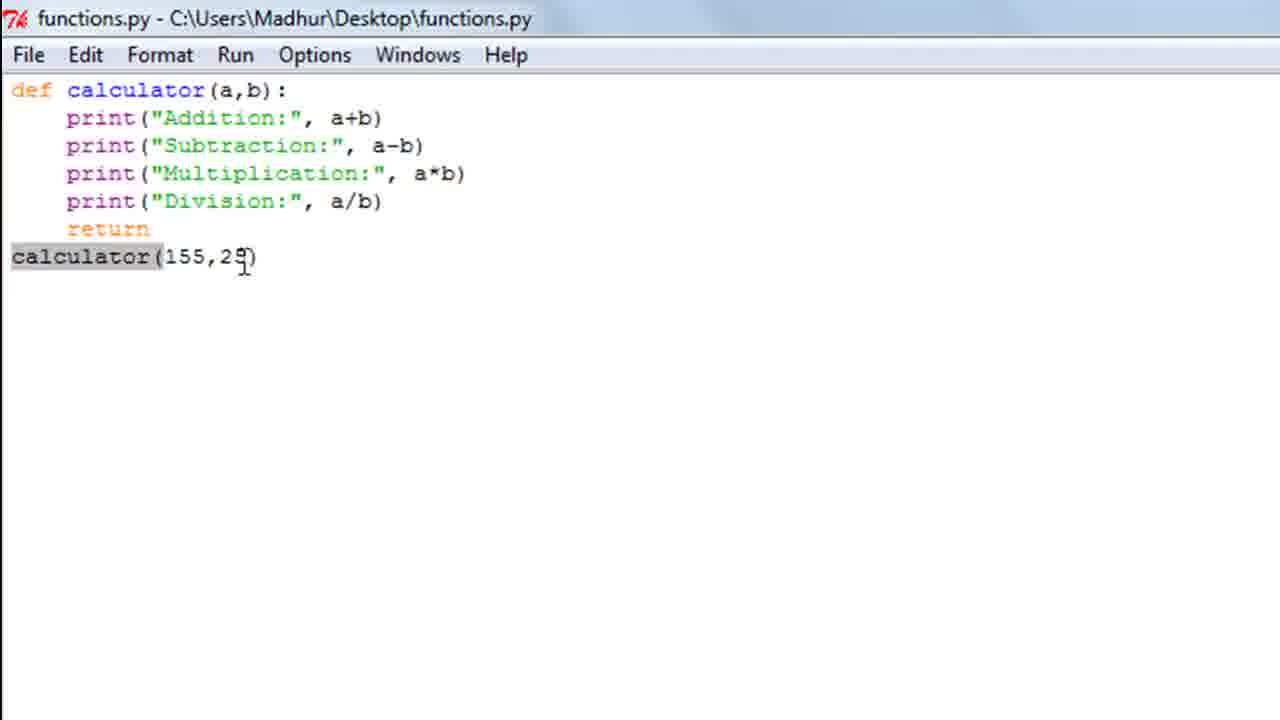 functions.py - C:\Users\Madhur\Desktop\functions.py
File Edit Format Run Options Windows Help
def calculator(a,b):
    print("Addition:", a+b)
    print("Subtraction:", a-b)
    print("Multiplication:", a*b)
    print("Division:", a/b)
    return
calculator(155,25)